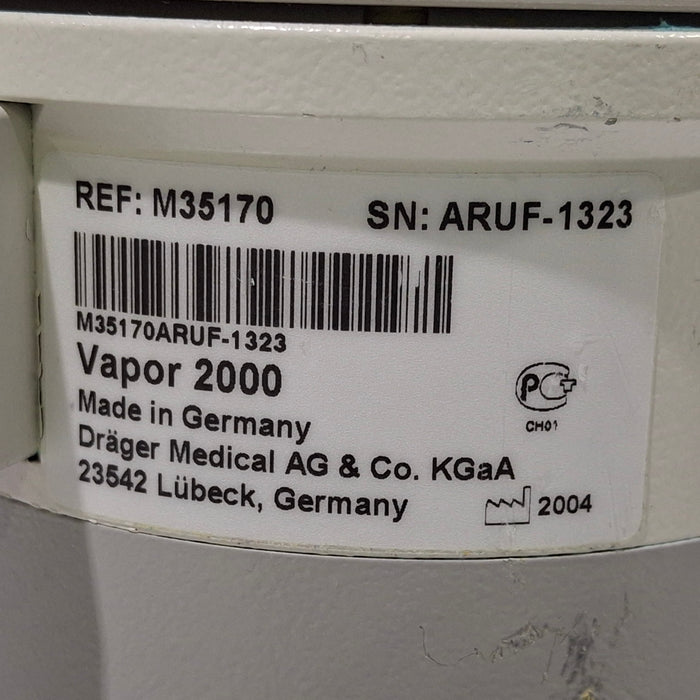 REF: M35170 SN: ARUF-1323
M35170ARUF-1323
Vapor 2000
Made in Germany
Dräger Medical AG & Co. KGaA
23542 Lübeck, Germany
PCT
CH01
2004